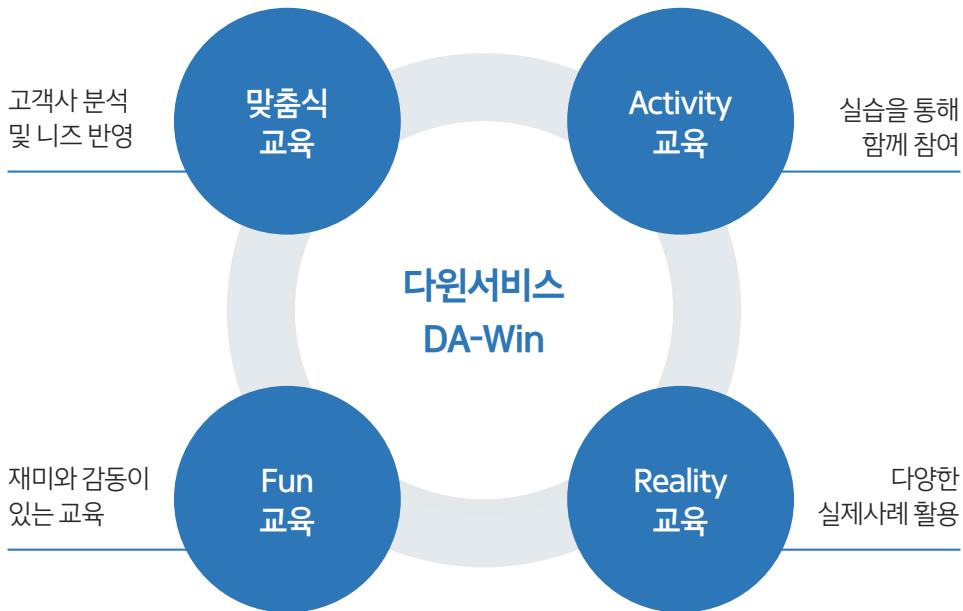 고객사 분석
및 니즈 반영
맞춤식
교육
Activity
교육
실습을 통해
함께 참여
다윈서비스
DA-Win
재미와 감동이
있는 교육
Fun
교육
Reality
교육
다양한
실제사례 활용